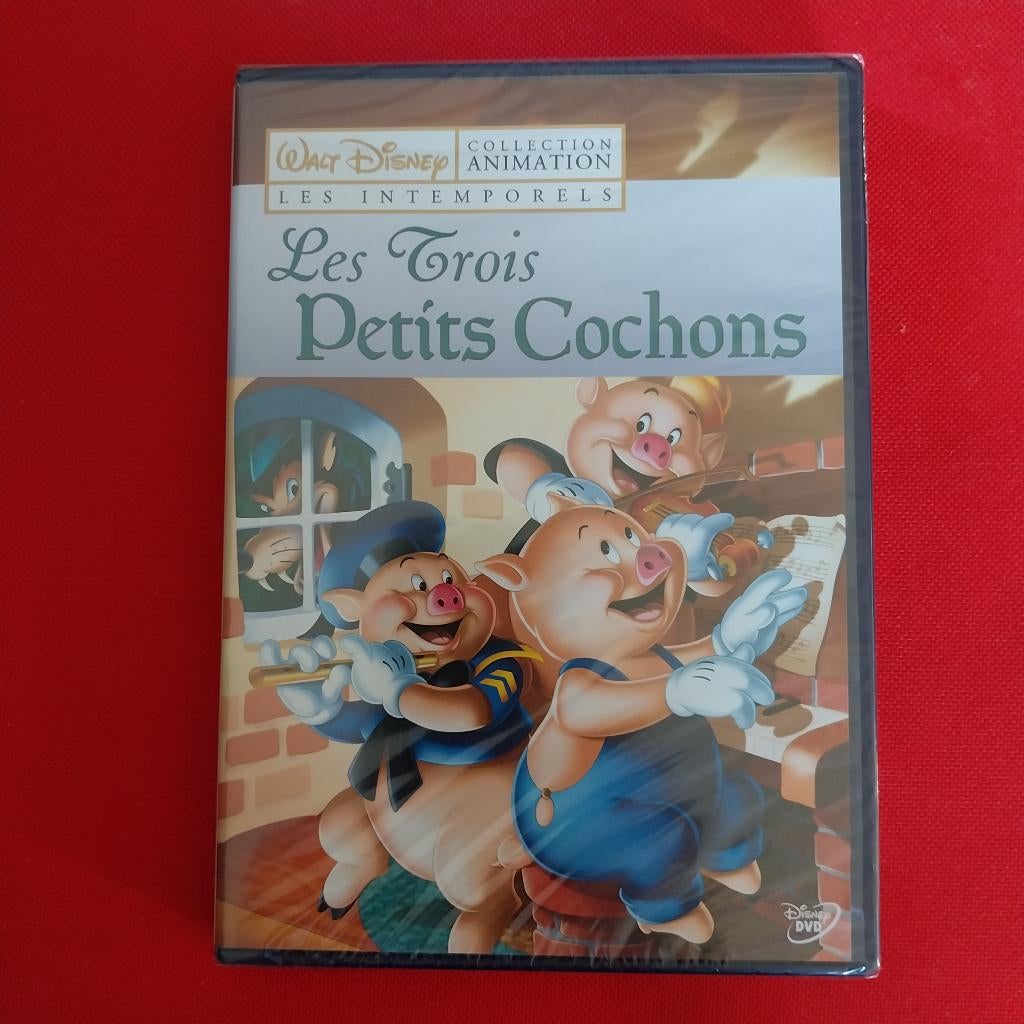 WALT DISNEY
COLLECTION
ANIMATION
LES INTEMPORELS
Les Trois
Petits Cochons
DISNEY
DVD